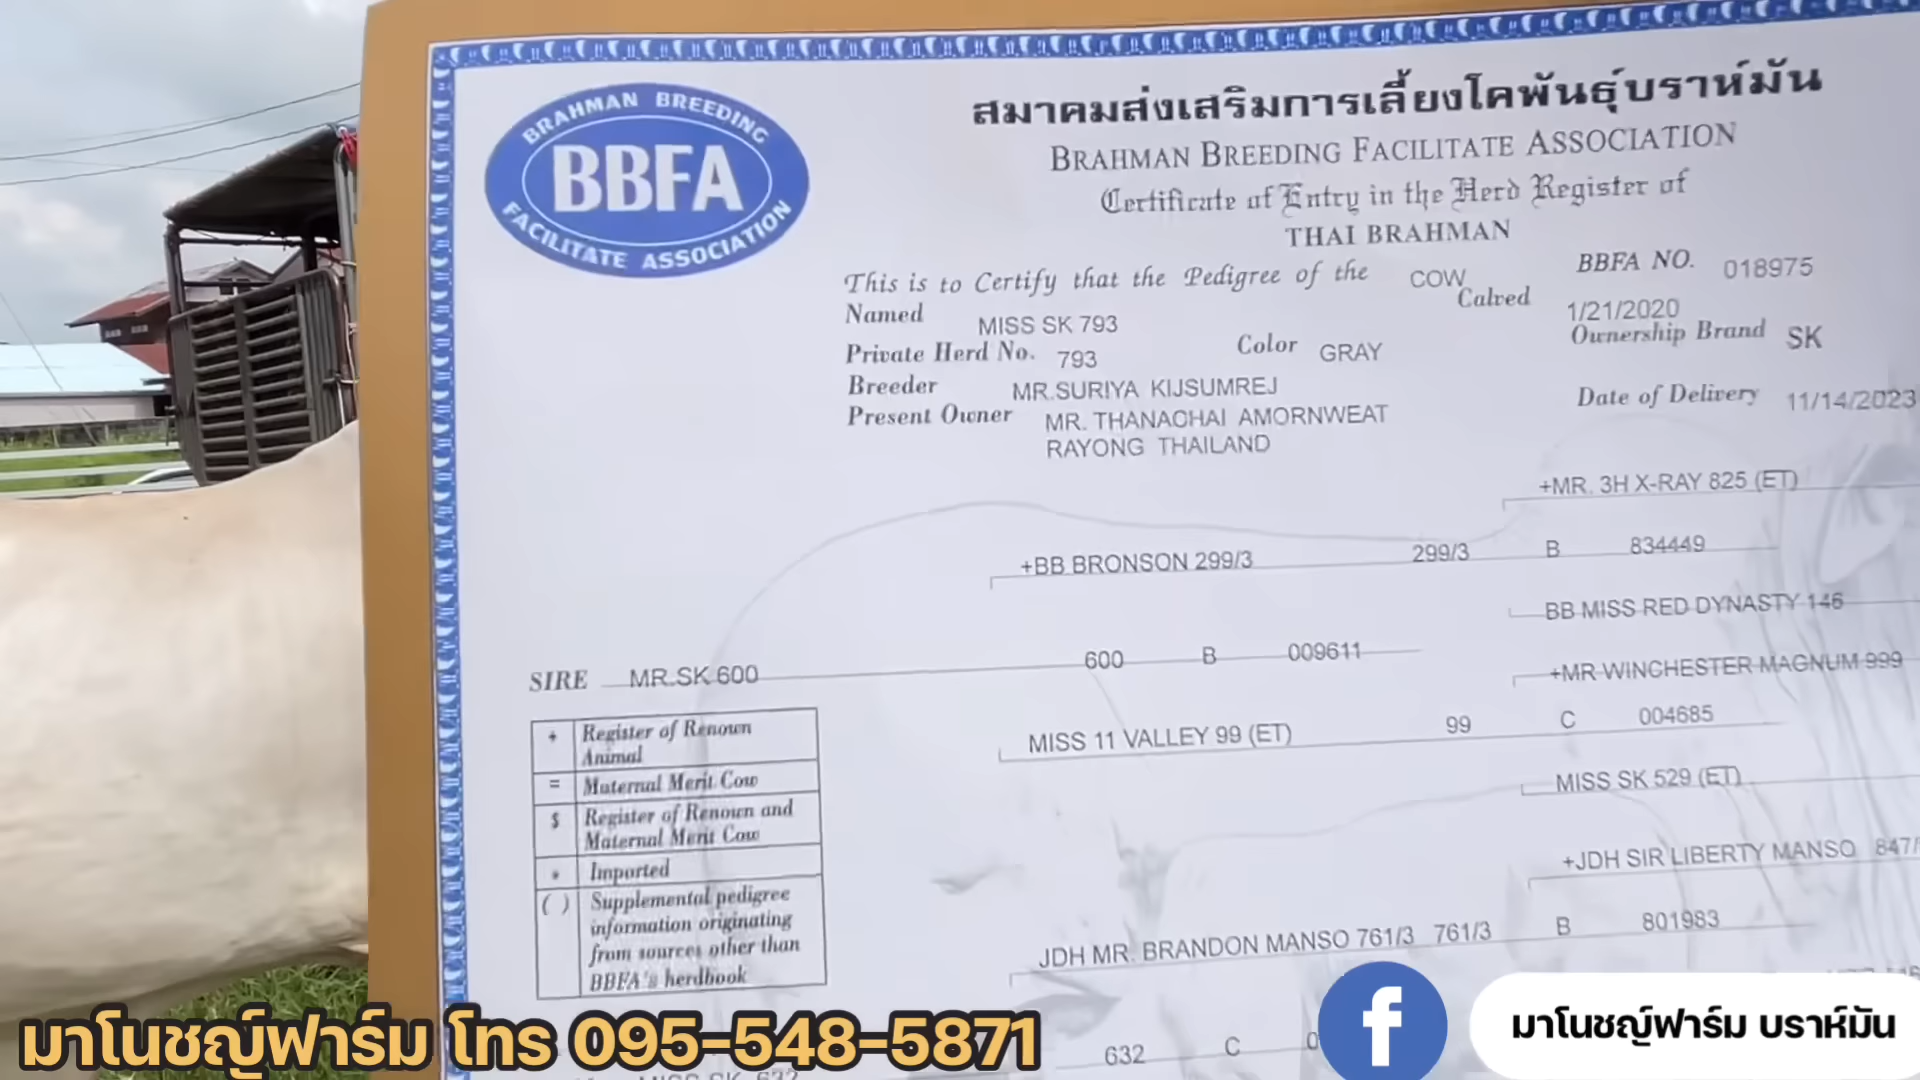 BRAHMAN BREEDING
BBFA
FACILITATE ASSOCIATION
สมาคมส่งเสริมการเลี้ยงโคพันธุ์บราห์มัน
BRAHMAN BREEDING FACILITATE ASSOCIATION
Certificate of Entry in the Herd Register of
THAI BRAHMAN
This is to Certify that the Pedigree of the COW BBFA NO. 018975
Named MISS SK 793 Calved 1/21/2020
Private Herd No. 793 Color GRAY Ownership Brand SK
Breeder MR.SURIYA KIJSUMREJ
Present Owner MR. THANACHAI AMORNWEAT Date of Delivery 11/14/2023
RAYONG THAILAND
+MR. 3H X-RAY 825 (ET)
+BB BRONSON 299/3 299/3 B 834449
BB MISS RED DYNASTY 146
SIRE MR.SK 600 600 B 009611
+MR WINCHESTER MAGNUM 999
MISS 11 VALLEY 99 (ET) 99 C 004685
MISS SK 529 (ET)
+ Register of Renown Animal
= Maternal Merit Cow
$ Register of Renown and Maternal Merit Cow
Imported
( ) Supplemental pedigree information originating from sources other than BBFA's herdbook
+JDH SIR LIBERTY MANSO 847/
JDH MR. BRANDON MANSO 761/3 761/3 B 801983
632 C 0
MISS SK 632
มาโนชญ์ฟาร์ม โทร 095-548-5871
f
มาโนชญ์ฟาร์ม บราห์มัน